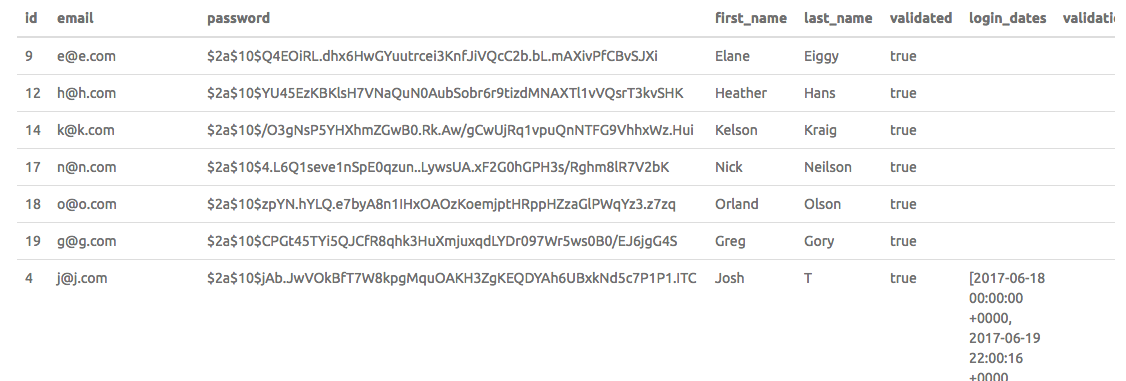 id email password first_name last_name validated login_dates validatio
9 e@e.com $2a$10$Q4EOiRL.dhx6HwGYuutrcei3KnfJiVQcC2b.bL.mAXivPfCBvSJXi Elane Eiggy true
12 h@h.com $2a$10$YU45EzKBKlsH7VNaQuN0AubSobr6r9tizdMNAXTl1vVQsrT3kvSHK Heather Hans true
14 k@k.com $2a$10$/O3gNsP5YHXhmZGwB0.Rk.Aw/gCwUjRq1vpuQnNTFG9VhhxWz.Hui Kelson Kraig true
17 n@n.com $2a$10$4.L6Q1seve1nSpE0qzun..LywsUA.xF2G0hGPH3s/Rghm8lR7V2bK Nick Neilson true
18 o@o.com $2a$10$zpYN.hYLQ.e7byA8n1IHxOAOzKoemjptHRppHZzaGlPWqYz3.z7zq Orland Olson true
19 g@g.com $2a$10$CPGt45TYi5QJCfR8qhk3HuXmjuxqdLYDr097Wr5ws0B0/EJ6jgG4S Greg Gory true
4 j@j.com $2a$10$jAb.JwVOkBfT7W8kpgMquOAKH3ZgKEQDYAh6UBxkNd5c7P1P1.ITC Josh T true [2017-06-18
00:00:00
+0000,
2017-06-19
22:00:16
+0000